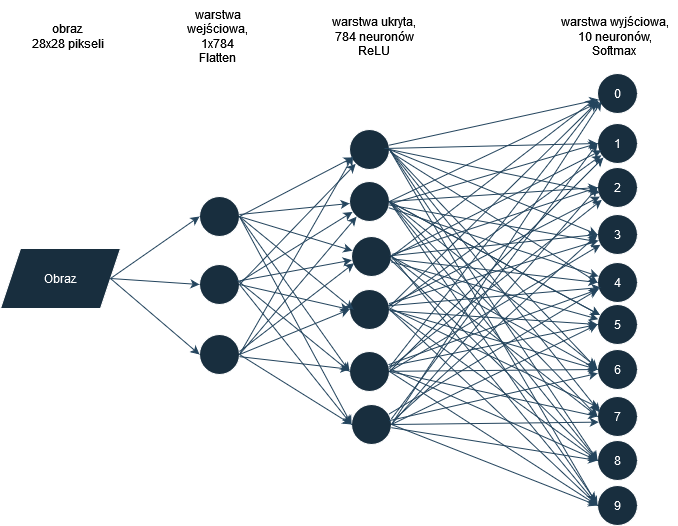 obraz
28x28 pikseli
warstwa
wejściowa,
1x784
Flatten
warstwa ukryta,
784 neuronów
ReLU
warstwa wyjściowa,
10 neuronów,
Softmax
Obraz
0
1
2
3
4
5
6
7
8
9